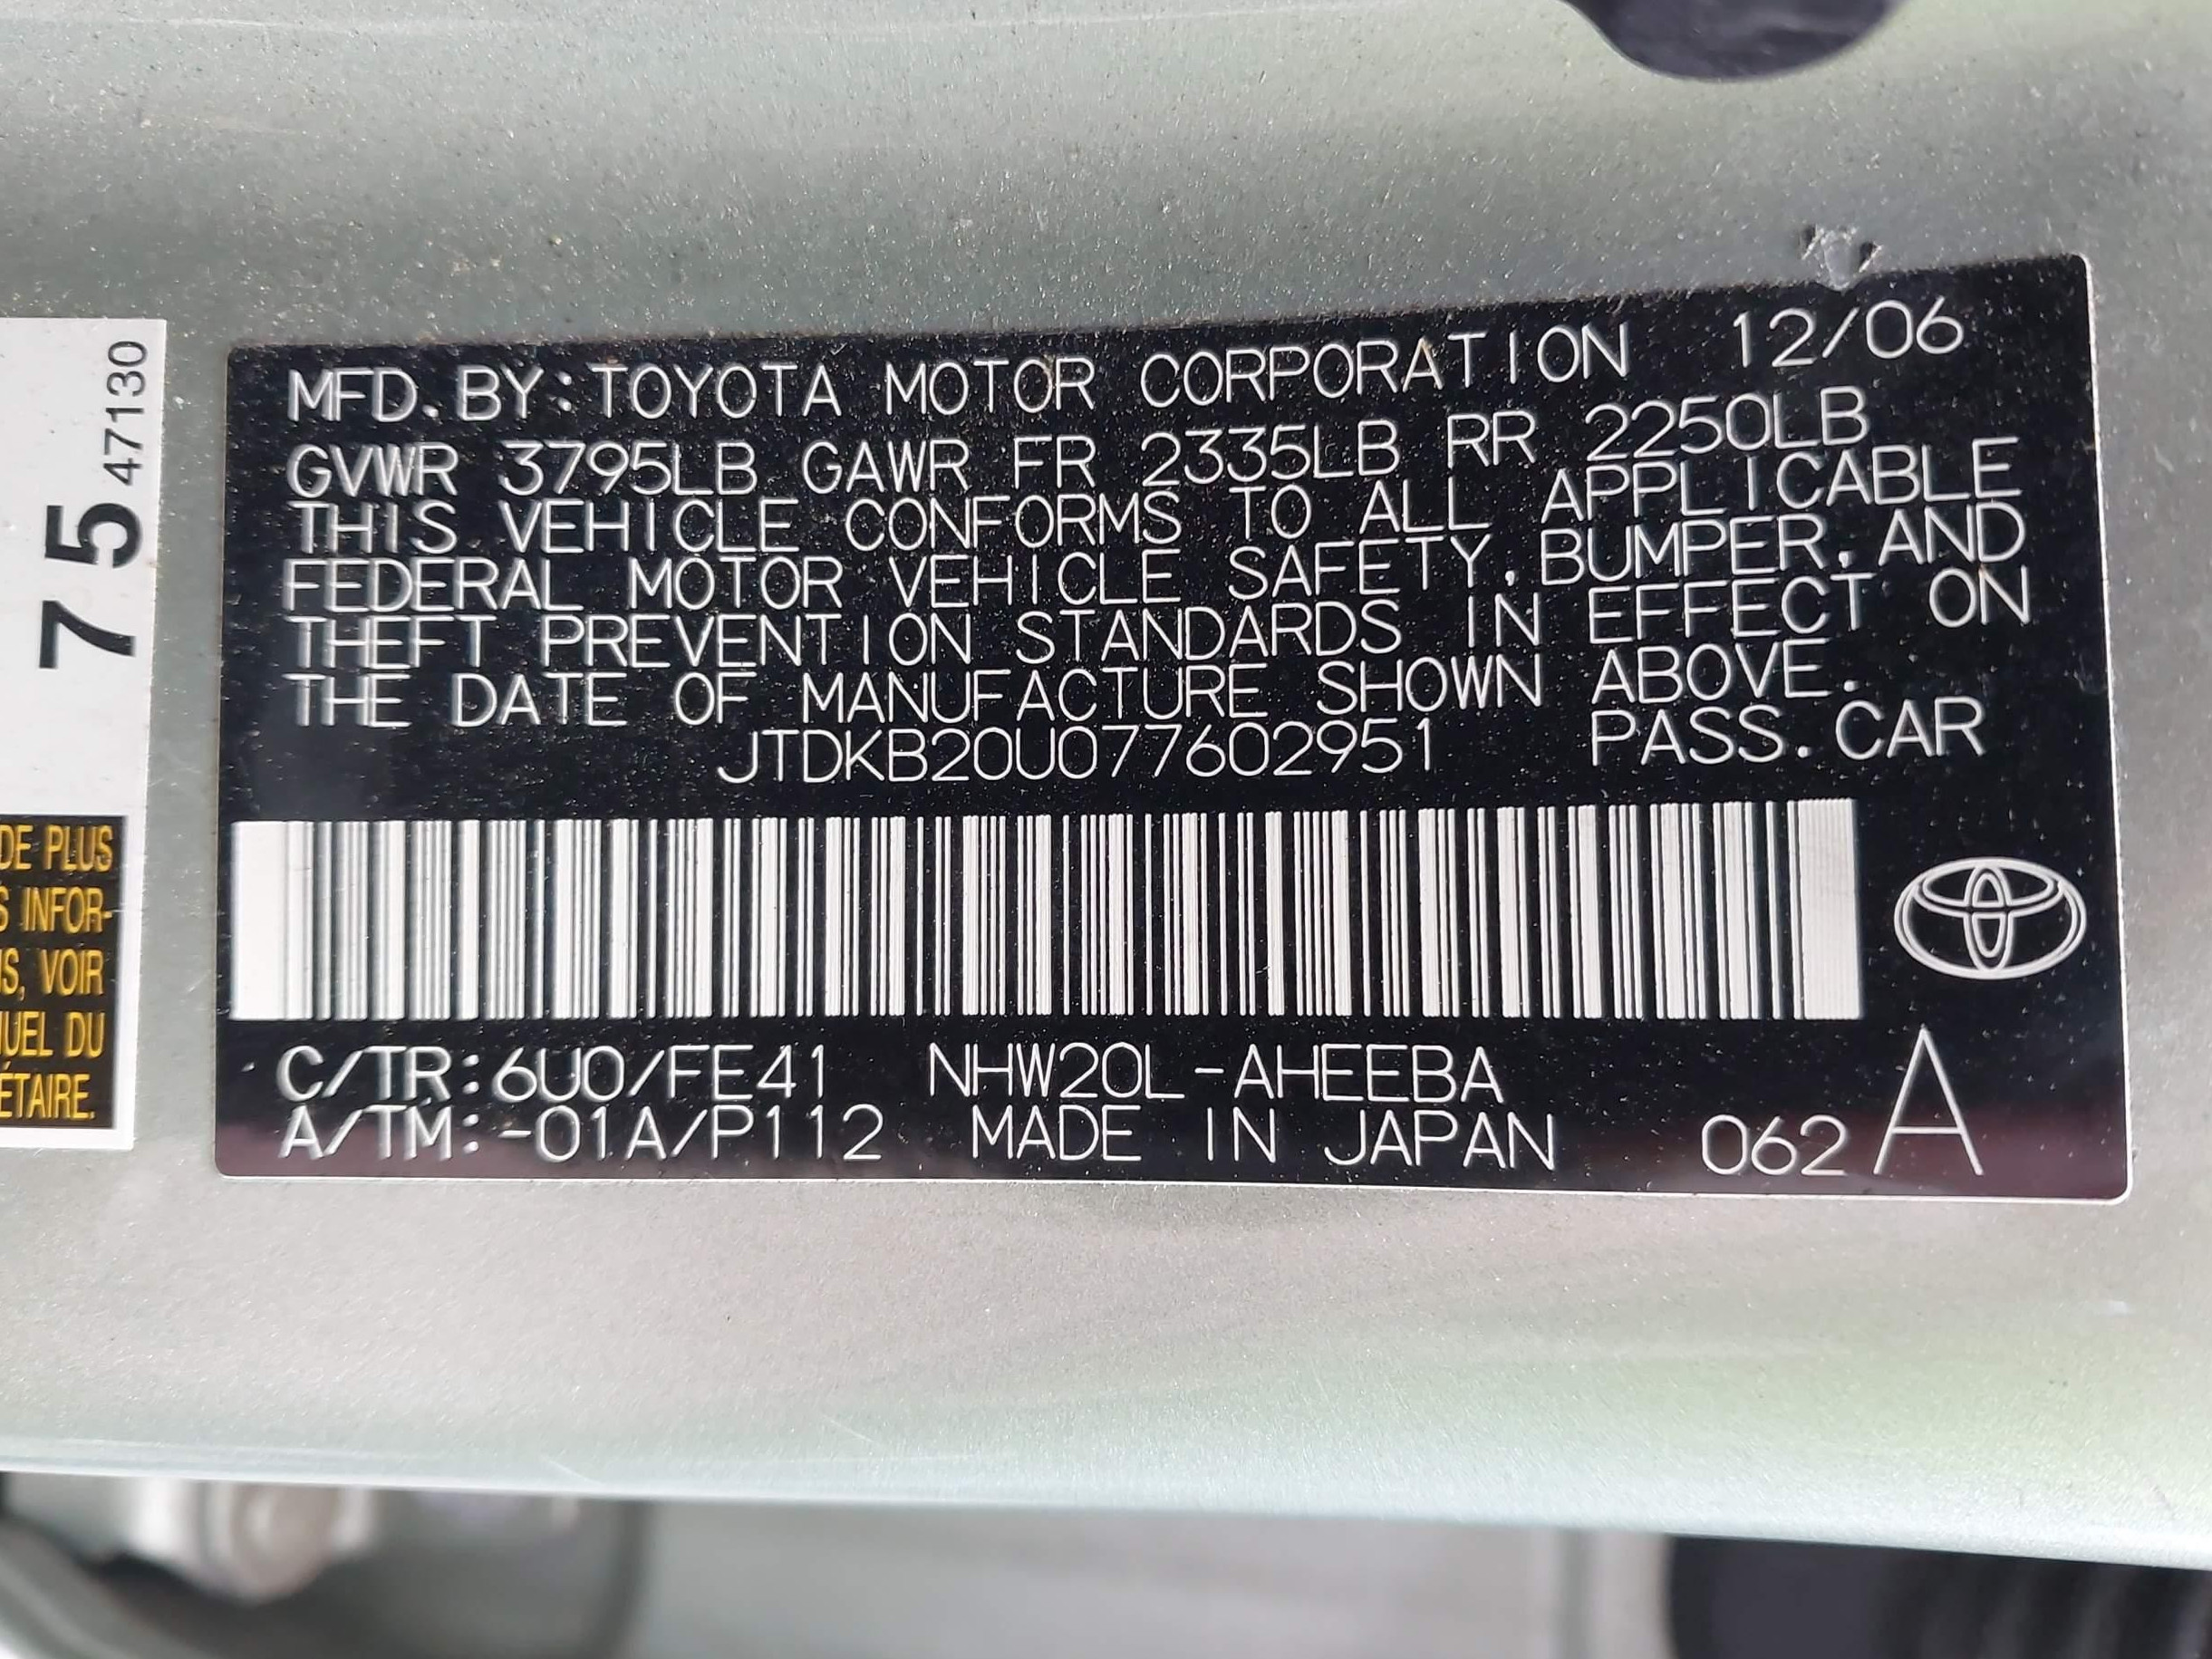 MFD. BY: TOYOTA MOTOR CORPORATION 12/06
GVWR 3795LB GAWR FR 2335LB RR 2250LB
THIS VEHICLE CONFORMS TO ALL APPLICABLE
FEDERAL MOTOR VEHICLE SAFETY, BUMPER, AND
THEFT PREVENTION STANDARDS IN EFFECT ON
THE DATE OF MANUFACTURE SHOWN ABOVE.
JTDKB20U077602951 PASS. CAR
C/TR: 6U0/FE41 NHW20L-AHEEBA
A/TM: -01A/P112 MADE IN JAPAN 062 A
75 47130
DE PLUS
INFOR-
VOIR
DU